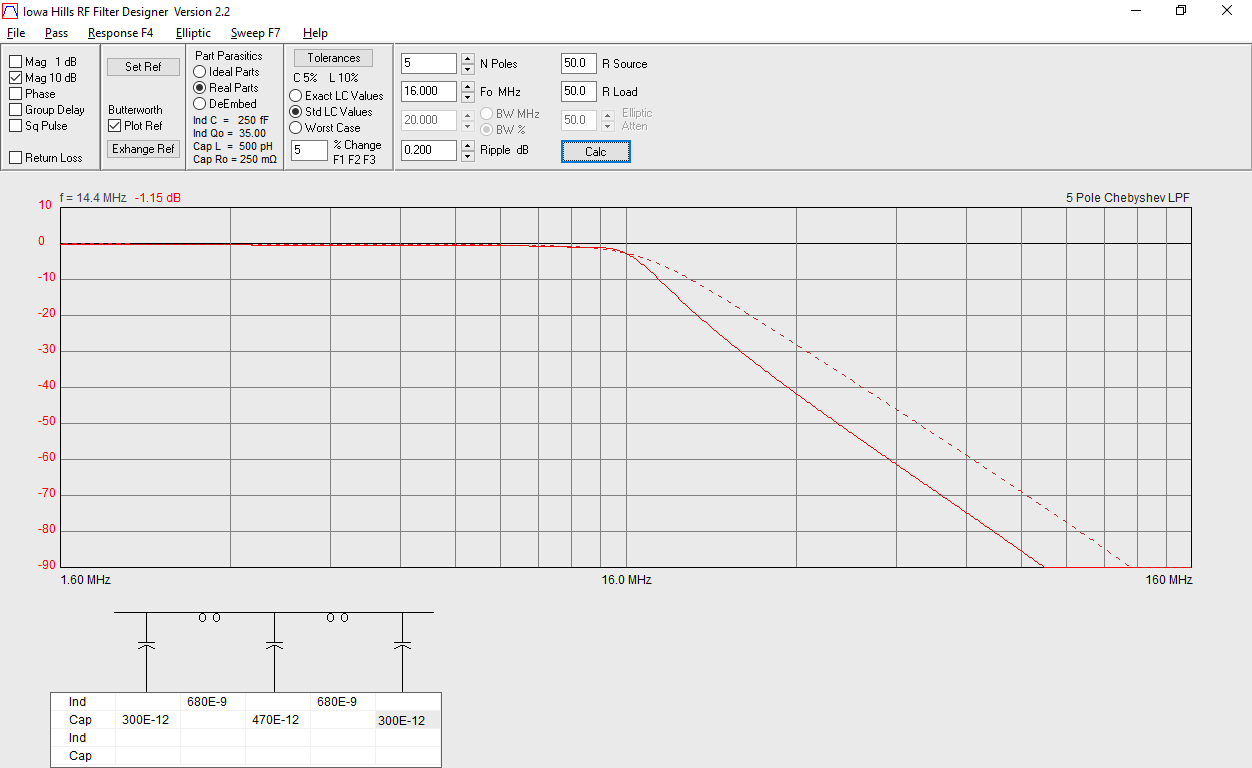 Iowa Hills RF Filter Designer Version 2.2
File Pass Response F4 Elliptic Sweep F7 Help
Mag 1 dB
Mag 10 dB
Phase
Group Delay
Sq Pulse
Return Loss
Set Ref
Butterworth
Plot Ref
Exhange Ref
Part Parasitics
Ideal Parts
Real Parts
DeEmbed
Ind C = 250 fF
Ind Qo = 35.00
Cap L = 500 pH
Cap Ro = 250 mΩ
Tolerances
C 5% L 10%
Exact LC Values
Std LC Values
Worst Case
5 % Change
F1 F2 F3
5 N Poles
16.000 Fo MHz
20.000 BW MHz
BW %
0.200 Ripple dB
50.0 R Source
50.0 R Load
50.0 Elliptic
Atten
Calc
f = 14.4 MHz -1.15 dB
5 Pole Chebyshev LPF
10
0
-10
-20
-30
-40
-50
-60
-70
-80
-90
1.60 MHz 16.0 MHz 160 MHz
Ind 680E-9 680E-9
Cap 300E-12 470E-12 300E-12
Ind
Cap